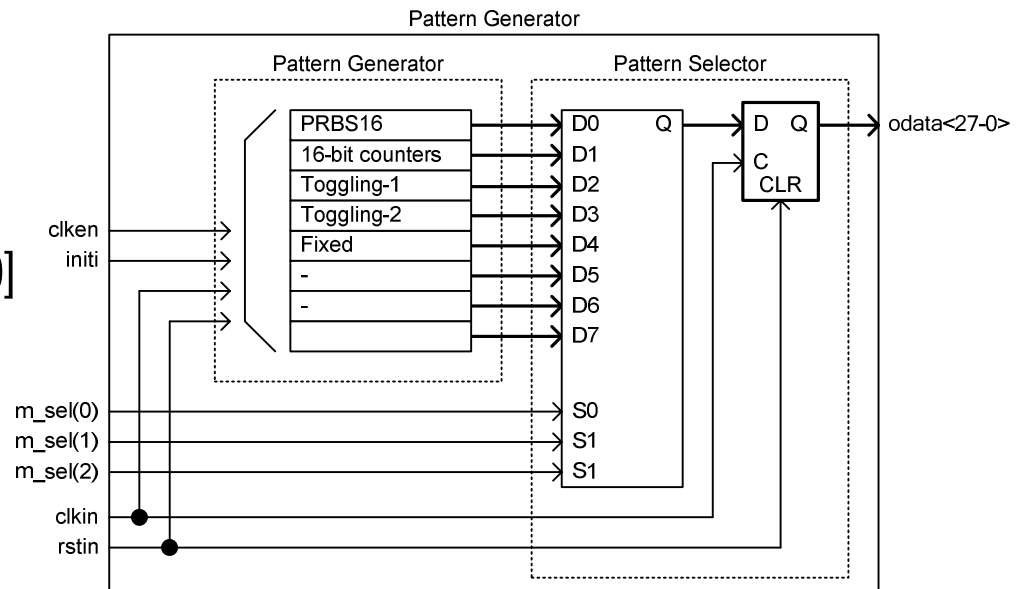 Pattern Generator
Pattern Generator
Pattern Selector
PRBS16
16-bit counters
Toggling-1
Toggling-2
Fixed
-
-
D0
D1
D2
D3
D4
D5
D6
D7
S0
S1
S1
Q
D Q
C
CLR
odata<27-0>
clken
initi
)]
m_sel(0)
m_sel(1)
m_sel(2)
clkin
rstin